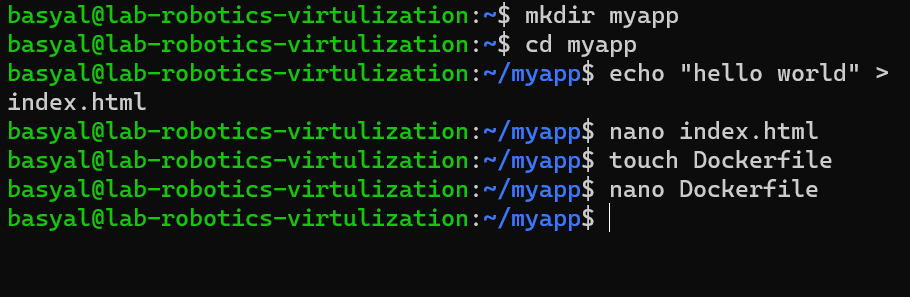 basyal@lab-robotics-virtulization:~$ mkdir myapp
basyal@lab-robotics-virtulization:~$ cd myapp
basyal@lab-robotics-virtulization:~/myapp$ echo "hello world" >
index.html
basyal@lab-robotics-virtulization:~/myapp$ nano index.html
basyal@lab-robotics-virtulization:~/myapp$ touch Dockerfile
basyal@lab-robotics-virtulization:~/myapp$ nano Dockerfile
basyal@lab-robotics-virtulization:~/myapp$